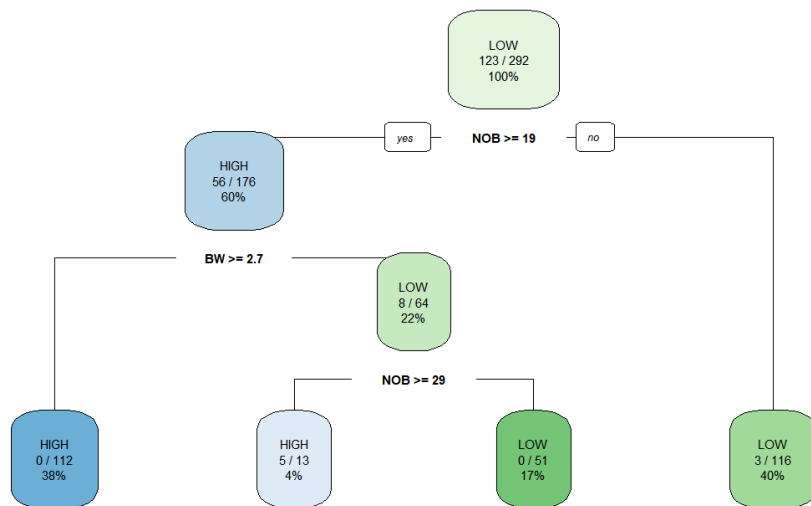 LOW
123 / 292
100%
yes
NOB >= 19
no
HIGH
56 / 176
60%
BW >= 2.7
LOW
8 / 64
22%
NOB >= 29
HIGH
0 / 112
38%
HIGH
5 / 13
4%
LOW
0 / 51
17%
LOW
3 / 116
40%